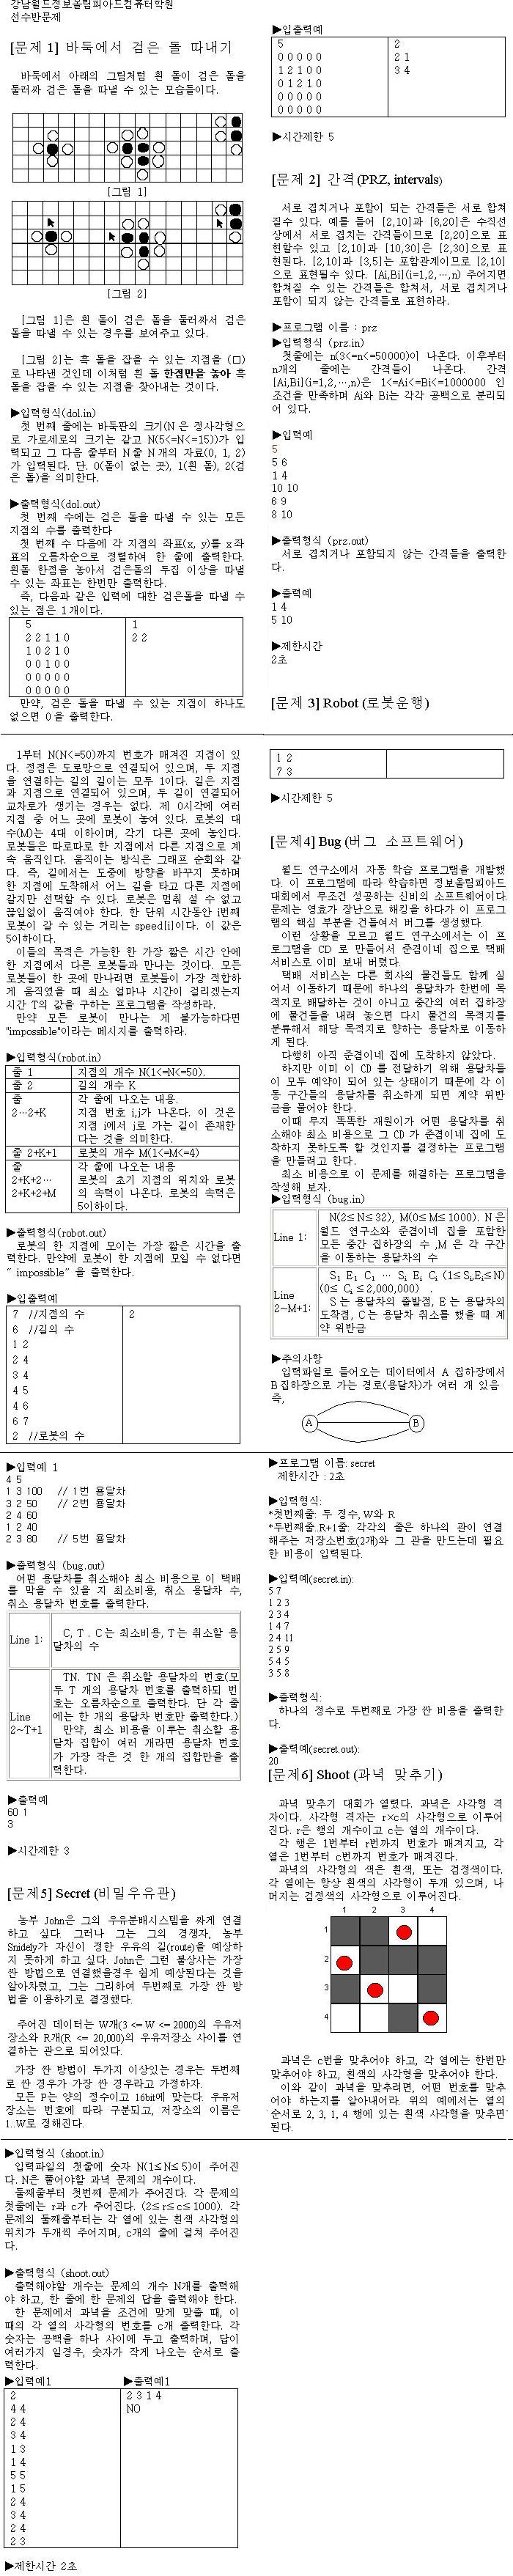 강남월드정보올림피아드컴퓨터학원
선수반문제
[문제 1] 바둑에서 검은 돌 따내기
바둑에서 아래의 그림처럼 흰 돌이 검은 돌을
둘러싸 검은 돌을 따낼 수 있는 모습들이다.
[그림 1]
[그림 2]
[그림 1]은 흰 돌이 검은 돌을 둘러싸서 검은
돌을 따낼 수 있는 경우를 보여주고 있다.
[그림 2]는 흑 돌을 잡을 수 있는 지점을 (□)
로 나타낸 것인데 이처럼 흰 돌 한점만을 놓아 흑
돌을 잡을 수 있는 지점을 찾아내는 것이다.
▶입력형식(dol.in)
첫 번째 줄에는 바둑판의 크기(N 은 정사각형으
로 가로세로의 크기는 같고 N(5<=N<=15))가 입
력되고 그 다음 줄부터 N 줄 N 개의 자료(0, 1, 2)
가 입력된다. 단. 0(돌이 없는 곳), 1(흰 돌), 2(검
은 돌)을 의미한다.
▶출력형식(dol.out)
첫 번째 수에는 검은 돌을 따낼 수 있는 모든
지점의 수를 출력한다
첫 번째 수 다음에 각 지점의 좌표(x, y)를 x좌
표의 오름차순으로 정렬하여 한 줄에 출력한다.
흰돌 한점을 놓아서 검은돌의 두집 이상을 따낼
수 있는 좌표는 한번만 출력한다.
즉, 다음과 같은 입력에 대한 검은돌을 따낼 수
있는 점은 1개이다.
5 1
2 2 1 1 0 2 2
1 0 2 1 0
0 0 1 0 0
0 0 0 0 0
0 0 0 0 0
만약, 검은 돌을 따낼 수 있는 지점이 하나도
없으면 0을 출력한다.
▶입출력예
5 2
0 0 0 0 0 2 1
1 2 1 0 0 3 4
0 1 2 1 0
0 0 0 0 0
0 0 0 0 0
▶시간제한 5
[문제 2] 간격(PRZ, intervals)
서로 겹치거나 포함이 되는 간격들은 서로 합쳐
질수 있다. 예를 들어 [2,10]과 [6,20]은 수직선
상에서 서로 겹치는 간격들이므로 [2,20]으로 표
현할수 있고 [2,10]과 [10,30]은 [2,30]으로 표
현된다. [2,10]과 [3,5]는 포함관계이므로 [2,10]
으로 표현될수 있다. [Ai,Bi](i=1,2,…,n) 주어지면
합쳐질 수 있는 간격들은 합쳐서, 서로 겹치거나
포함이 되지 않는 간격들로 표현하라.
▶프로그램 이름 : prz
▶입력형식 (prz.in)
첫줄에는 n(3<=n<=50000)이 나온다. 이후부터
n개의 줄에는 간격들이 나온다. 간격
[Ai,Bi](i=1,2,…,n)은 1<=Ai<=Bi<=1000000 인
조건을 만족하며 Ai와 Bi는 각각 공백으로 분리되
어 있다.
▶입력예
5
5 6
1 4
10 10
6 9
8 10
▶출력형식 (prz.out)
서로 겹치거나 포함되지 않는 간격들을 출력한
다.
▶출력예
1 4
5 10
▶제한시간
2초
[문제 3] Robot (로봇운행)
1부터 N(N<=50)까지 번호가 매겨진 지점이 있
다. 정점은 도로망으로 연결되어 있으며, 두 지점
을 연결하는 길의 길이는 모두 1이다. 길은 지점
과 지점으로 연결되어 있으며, 두 길이 연결되어
교차로가 생기는 경우는 없다. 제 0시각에 여러
지점 중 어느 곳에 로봇이 놓여 있다. 로봇의 대
수(M)는 4대 이하이며, 각기 다른 곳에 놓인다.
로봇들은 따로따로 한 지점에서 다른 지점으로 계
속 움직인다. 움직이는 방식은 그래프 순회와 같
다. 즉, 길에서는 도중에 방향을 바꾸지 못하며
한 지점에 도착해서 어느 길을 타고 다른 지점에
갈지만 선택할 수 있다. 로봇은 멈춰 설 수 없고
끊임없이 움직여야 한다. 한 단위 시간동안 i번째
로봇이 갈 수 있는 거리는 speed[i]이다. 이 값은
5이하이다.
이들의 목적은 가능한 한 가장 짧은 시간 안에
한 지점에서 다른 로봇들과 만나는 것이다. 모든
로봇들이 한 곳에 만나려면 로봇들이 가장 적합하
게 움직였을 때 최소 얼마나 시간이 걸리겠는지
시간 T의 값을 구하는 프로그램을 작성하라.
만약 모든 로봇이 만나는 게 불가능하다면
"impossible"이라는 메시지를 출력하라.
▶입력형식(robot.in)
줄 1 지점의 개수 N(1<=N<=50).
줄 2 길의 개수 K
줄 각 줄에 나오는 내용.
2…2+K 지점 번호 i,j가 나온다. 이 것은
지점 i에서 j로 가는 길이 존재한
다는 것을 의미한다.
줄 2+K+1 로봇의 개수 M(1<=M<=4)
줄 각 줄에 나오는 내용
2+K+2… 로봇의 초기 지점의 위치와 로봇
2+K+2+M 의 속력이 나온다. 로봇의 속력은
5이하이다.
▶출력형식(robot.out)
로봇의 한 지점에 모이는 가장 짧은 시간을 출
력한다. 만약에 로봇이 한 지점에 모일 수 없다면
“ impossible” 을 출력한다.
▶입출력예
7 //지점의 수 2
6 //길의 수
1 2
2 4
3 4
4 5
4 6
6 7
2 //로봇의 수
1 2
7 3
▶시간제한 5
[문제4] Bug (버그 소프트웨어)
월드 연구소에서 자동 학습 프로그램을 개발했
다. 이 프로그램에 따라 학습하면 정보올림피아드
대회에서 무조건 성공하는 신비의 소프트웨어이다.
문제는 영효가 장난으로 해킹을 하다가 이 프로그
램의 핵심 부분을 건들여서 버그를 생성했다.
이런 상황을 모르고 월드 연구소에서는 이 프
로그램을 CD 로 만들어서 준겸이네 집으로 택배
서비스로 이미 보내 버렸다.
택배 서비스는 다른 회사의 물건들도 함께 실
어서 이동하기 때문에 하나의 용달차가 한번에 목
적지로 배달하는 것이 아니고 중간의 여러 집하장
에 물건들을 내려 놓으면 다시 물건의 목적지를
분류해서 해당 목적지로 향하는 용달차로 이동하
게 된다.
다행히 아직 준겸이네 집에 도착하지 않았다.
하지만 이미 이 CD 를 전달하기 위해 용달차들
이 모두 예약이 되어 있는 상태이기 때문에 각 이
동 구간들의 용달차를 취소하게 되면 계약 위반
금을 물어야 한다.
이때 무지 똑똑한 재원이가 어떤 용달차를 취
소해야 최소 비용으로 그 CD 가 준겸이네 집에 도
착하지 못하도록 할 것인지를 결정하는 프로그램
을 만들려고 한다.
최소 비용으로 이 문제를 해결하는 프로그램을
작성해 보자.
▶입력형식 (bug.in)
Line 1: N(2≤N≤32), M(0≤M≤1000). N 은
월드 연구소와 준겸이네 집을 포함한
모든 중간 집하장의 수 ,M 은 각 구간
을 이동하는 용달차의 수
Line 2~M+1: S₁ E₁ C₁ … Sᵢ Eᵢ Cᵢ (1≤Sᵢ,Eᵢ≤N)
(0≤ Cᵢ ≤2,000,000) .
S 는 용달차의 출발점, E 는 용달차의
도착점, C는 용달차 취소를 했을 때 계
약 위반금
▶주의사항
입력파일로 들어오는 데이터에서 A 집하장에서
B 집하장으로 가는 경로(용달차)가 여러 개 있음
즉,
A B
▶입력예 1
4 5
1 3 100 // 1번 용달차
3 2 50 // 2번 용달차
2 4 60
1 2 40
2 3 80 // 5번 용달차
▶출력형식 (bug.out)
어떤 용달차를 취소해야 최소 비용으로 이 택배
를 막을 수 있을 지 최소비용, 취소 용달차 수,
취소 용달차 번호를 출력한다.
Line 1: C, T . C는 최소비용, T는 취소할 용
달차의 수
Line 2~T+1 TN. TN 은 취소할 용달차의 번호(모
두 T 개의 용달차 번호를 출력하되 번
호는 오름차순으로 출력한다. 단 각 줄
에는 한 개의 용달차 번호만 출력한다.)
만약, 최소 비용을 이루는 취소할 용
달차 집합이 여러 개라면 용달차 번호
가 가장 작은 것 한 개의 집합만을 출
력한다.
▶출력예
60 1
3
▶시간제한 3
[문제5] Secret (비밀우유관)
농부 John은 그의 우유분배시스템을 싸게 연결
하고 싶다. 그러나 그는 그의 경쟁자, 농부
Snidely가 자신이 정한 우유의 길(route)을 예상하
지 못하게 하고 싶다. John은 그런 불상사는 가장
싼 방법으로 연결했을경우 쉽게 예상된다는 것을
알아차렸고, 그는 그리하여 두번째로 가장 싼 방
법을 이용하기로 결정했다.
주어진 데이터는 W개(3 <= W <= 2000)의 우유저
장소와 R개(R <= 20,000)의 우유저장소 사이를 연
결하는 관으로 되어있다.
가장 싼 방법이 두가지 이상있는 경우는 두번째
로 싼 경우가 가장 싼 경우라고 가정하자.
모든 P는 양의 정수이고 16bit에 맞는다. 우유저
장소는 번호에 따라 구분되고, 저장소의 이름은
1..W로 정해진다.
▶프로그램 이름: secret
제한시간 : 2초
▶입력형식:
*첫번째줄: 두 정수, W와 R
*두번째줄..R+1줄: 각각의 줄은 하나의 관이 연결
해주는 저장소번호(2개)와 그 관을 만드는데 필요
한 비용이 입력된다.
▶입력예(secret.in):
5 7
1 2 3
2 3 4
1 4 7
2 4 11
2 5 9
5 4 5
3 5 8
▶출력형식:
하나의 정수로 두번째로 가장 싼 비용을 출력한
다.
▶출력예(secret.out):
20
[문제6] Shoot (과녁 맞추기)
과녁 맞추기 대회가 열렸다. 과녁은 사각형 격
자이다. 사각형 격자는 r×c의 사각형으로 이루어
진다. r은 행의 개수이고 c는 열의 개수이다.
각 행은 1번부터 r번까지 번호가 매겨지고, 각
열은 1번부터 c번까지 번호가 매겨진다.
과녁의 사각형의 색은 흰색, 또는 검정색이다.
각 열에는 항상 흰색의 사각형이 두개 있으며, 나
머지는 검정색의 사각형으로 이루어진다.
1 2 3 4
1
2
3
4
과녁은 c번을 맞추어야 하고, 각 열에는 한번만
맞추어야 하고, 흰색의 사각형을 맞추어야 한다.
이와 같이 과녁을 맞추려면, 어떤 번호를 맞추
어야 하는지를 알아내어라. 위의 예에서는 열의
순서로 2, 3, 1, 4 행에 있는 흰색 사각형을 맞추면
된다.
▶입력형식 (shoot.in)
입력파일의 첫줄에 숫자 N(1≤N≤5)이 주어진
다. N은 풀어야할 과녁 문제의 개수이다.
둘째줄부터 첫번째 문제가 주어진다. 각 문제의
첫줄에는 r과 c가 주어진다. (2≤r≤c≤1000). 각
문제의 둘째줄부터는 각 열에 있는 흰색 사각형의
위치가 두개씩 주어지며, c개의 줄에 걸쳐 주어진
다.
▶출력형식 (shoot.out)
출력해야할 개수는 문제의 개수 N개를 출력해
야 하고, 한 줄에 한 문제의 답을 출력해야 한다.
한 문제에서 과녁을 조건에 맞게 맞출 때, 이
때의 각 열의 사각형의 번호를 c개 출력한다. 각
숫자는 공백을 하나 사이에 두고 출력하며, 답이
여러가지 일경우, 숫자가 작게 나오는 순서로 출
력한다.
▶입력예1 ▶출력예1
2 2 3 1 4
4 4 NO
2 4
3 4
1 3
1 4
5 5
1 5
2 4
3 4
2 4
2 3
▶제한시간 2초